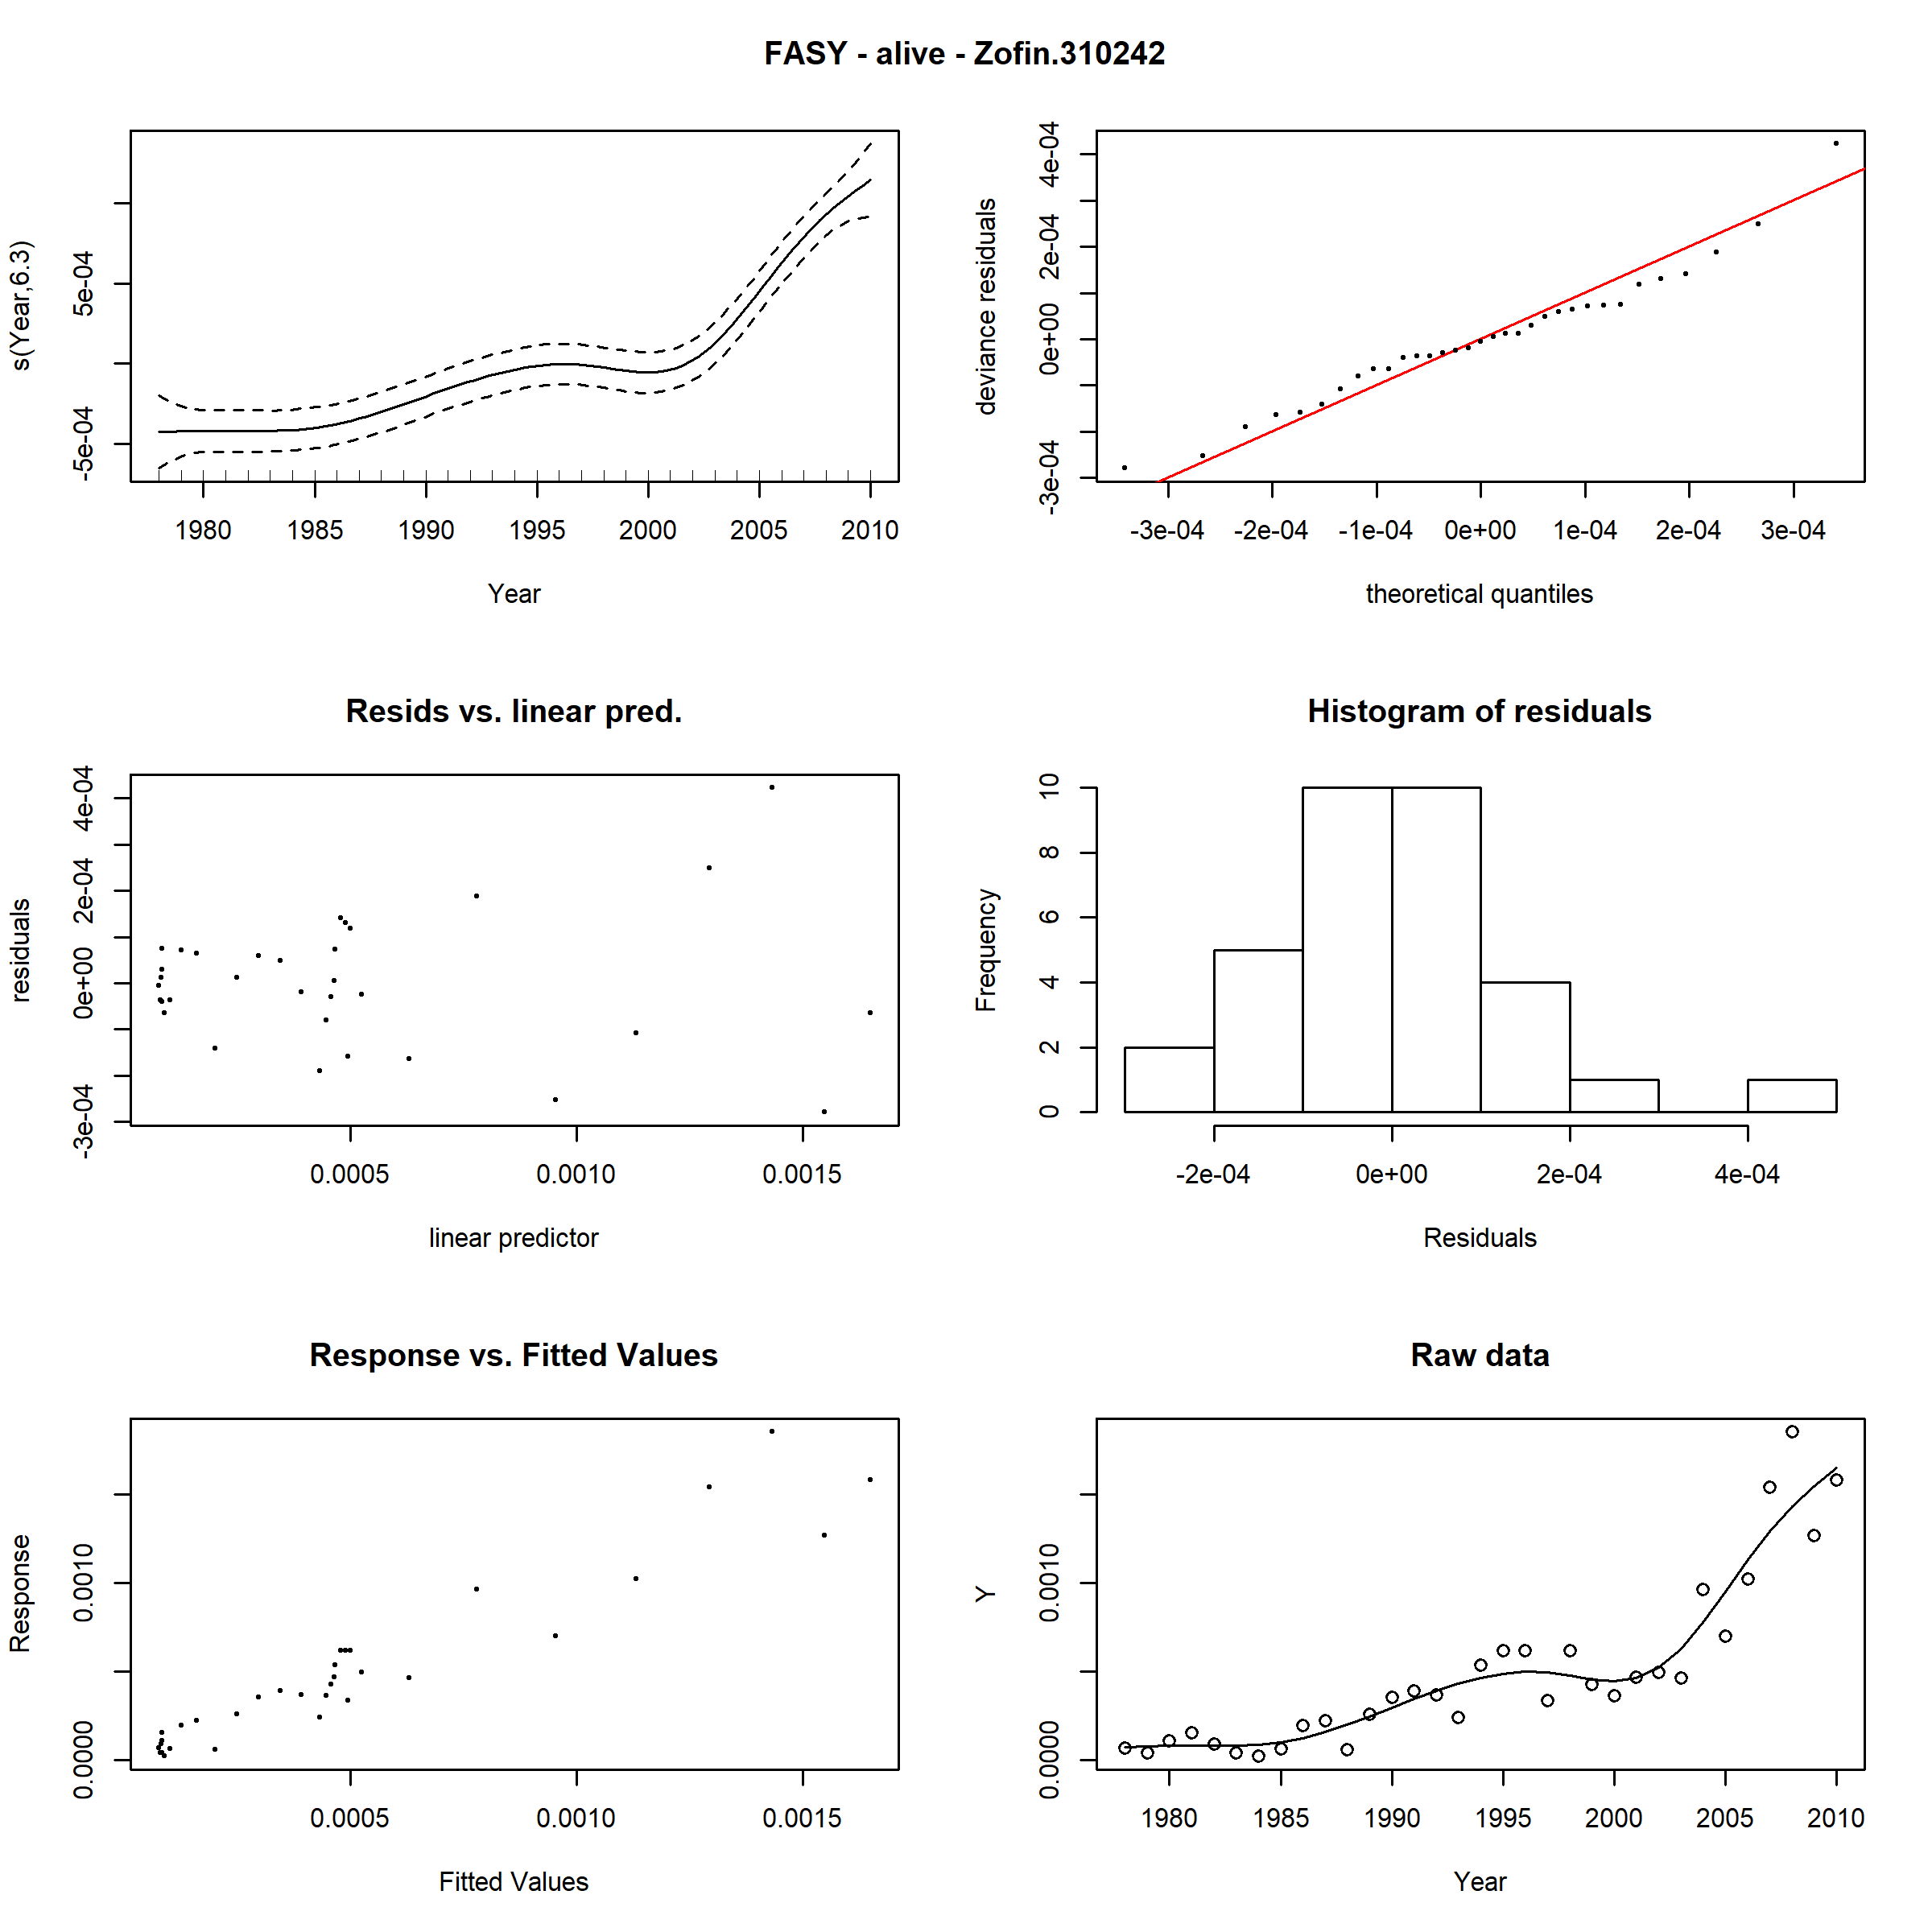 FASY - alive - Zofin.310242
s(Year,6.3)
5e-04
-5e-04
1980 1985 1990 1995 2000 2005 2010
Year
deviance residuals
4e-04
2e-04
0e+00
-3e-04
-3e-04 -2e-04 -1e-04 0e+00 1e-04 2e-04 3e-04
theoretical quantiles
Resids vs. linear pred.
residuals
4e-04
2e-04
0e+00
-3e-04
0.0005 0.0010 0.0015
linear predictor
Histogram of residuals
Frequency
10
8
6
4
2
0
-2e-04 0e+00 2e-04 4e-04
Residuals
Response vs. Fitted Values
Response
0.0010
0.0000
0.0005 0.0010 0.0015
Fitted Values
Raw data
Y
0.0010
0.0000
1980 1985 1990 1995 2000 2005 2010
Year